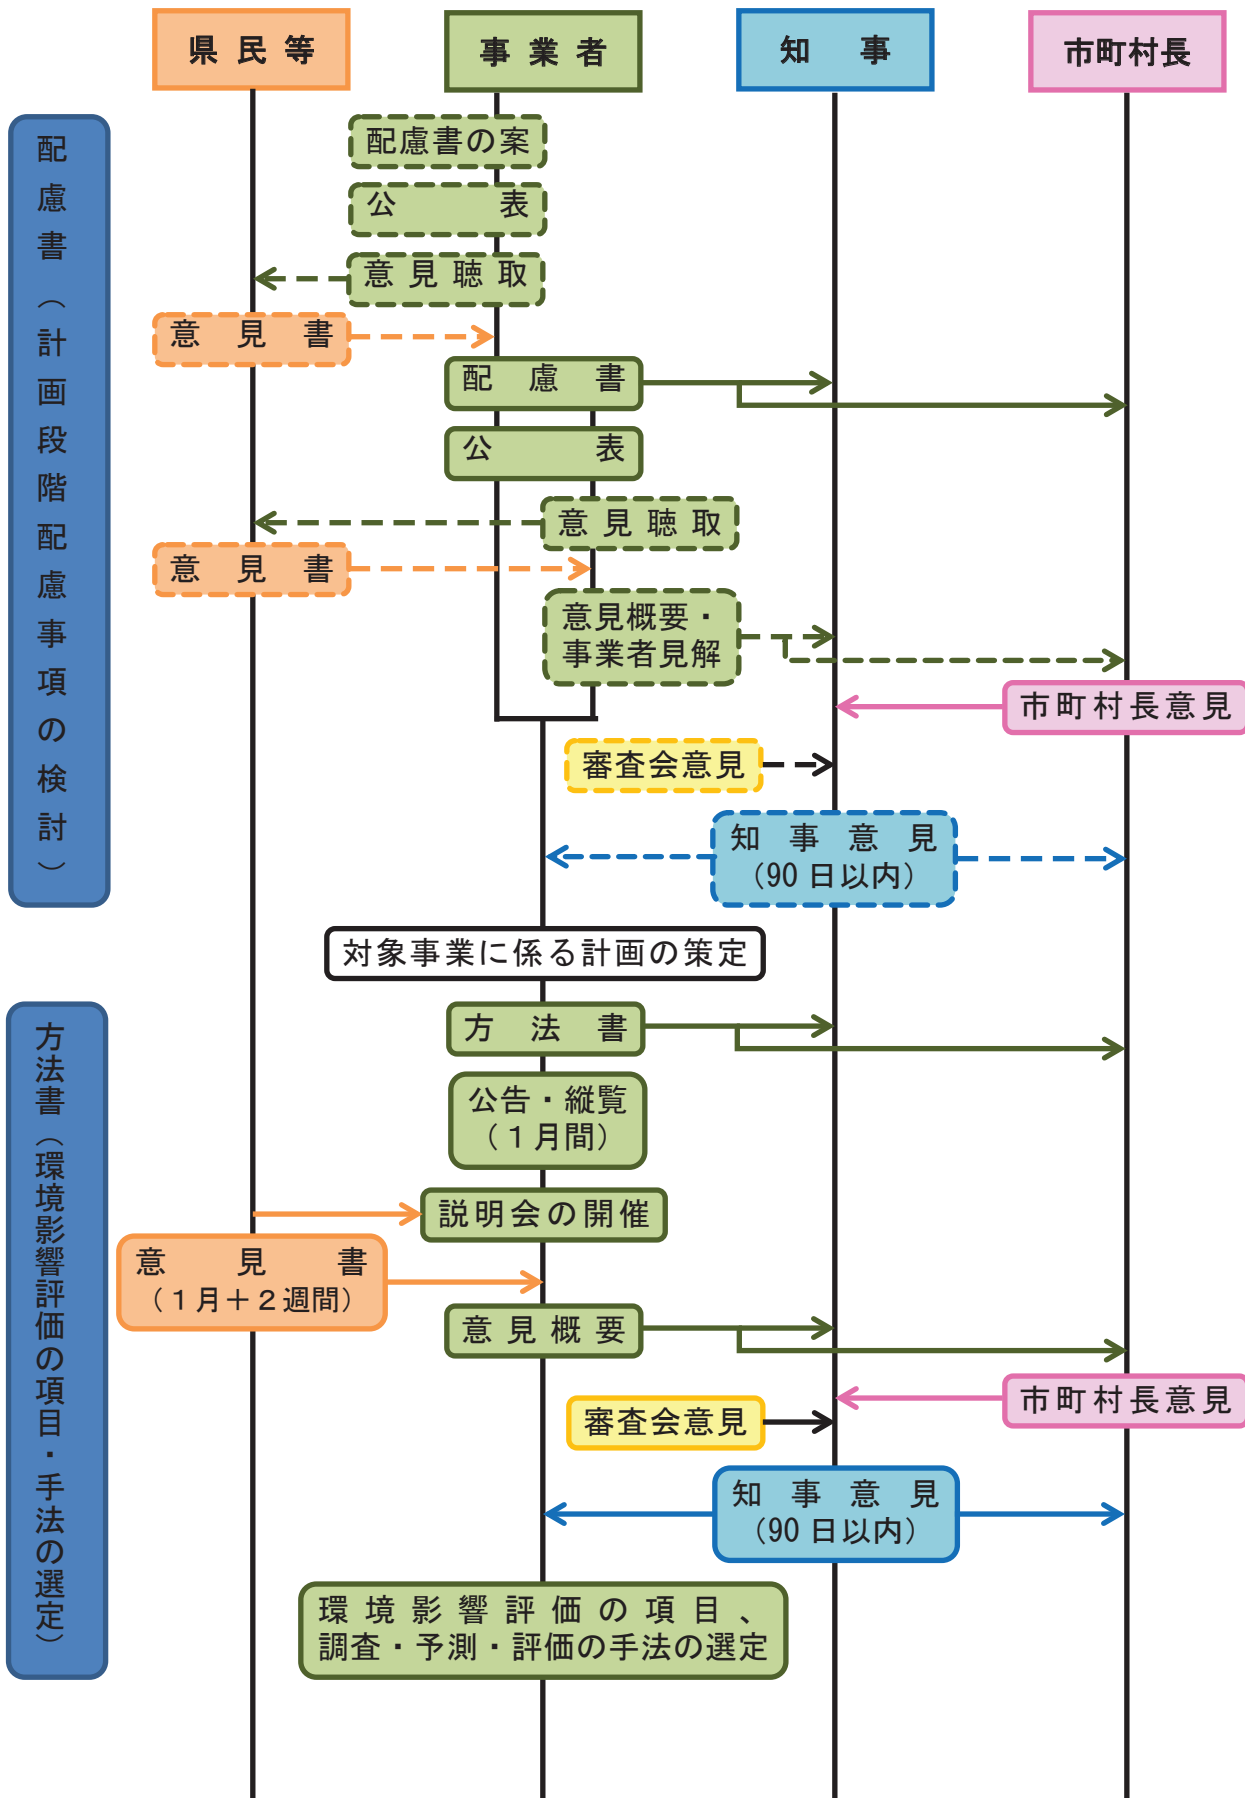 県民等
事業者
知事
市町村長
配慮書（計画段階配慮事項の検討）
配慮書の案
公表
意見聴取
意見書
配慮書
公表
意見聴取
意見書
意見概要・
事業者見解
市町村長意見
審査会意見
知事意見
（90日以内）
対象事業に係る計画の策定
方法書（環境影響評価の項目・手法の選定）
方法書
公告・縦覧
（１月間）
説明会の開催
意見書
（１月＋２週間）
意見概要
市町村長意見
審査会意見
知事意見
（90日以内）
環境影響評価の項目、
調査・予測・評価の手法の選定